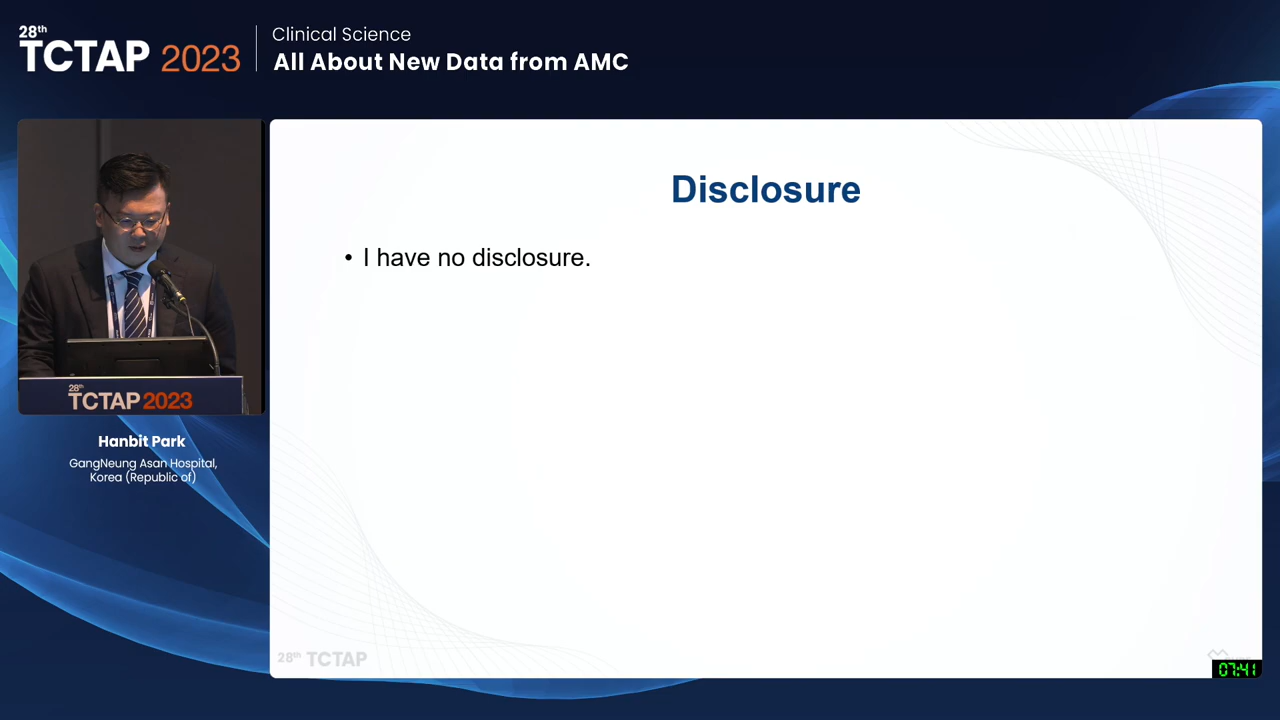 28th
TCTAP 2023
Clinical Science
All About New Data from AMC
Disclosure
• I have no disclosure.
28th
TCTAP 2023
Hanbit Park
GangNeung Asan Hospital,
Korea (Republic of)
28th TCTAP
07:41